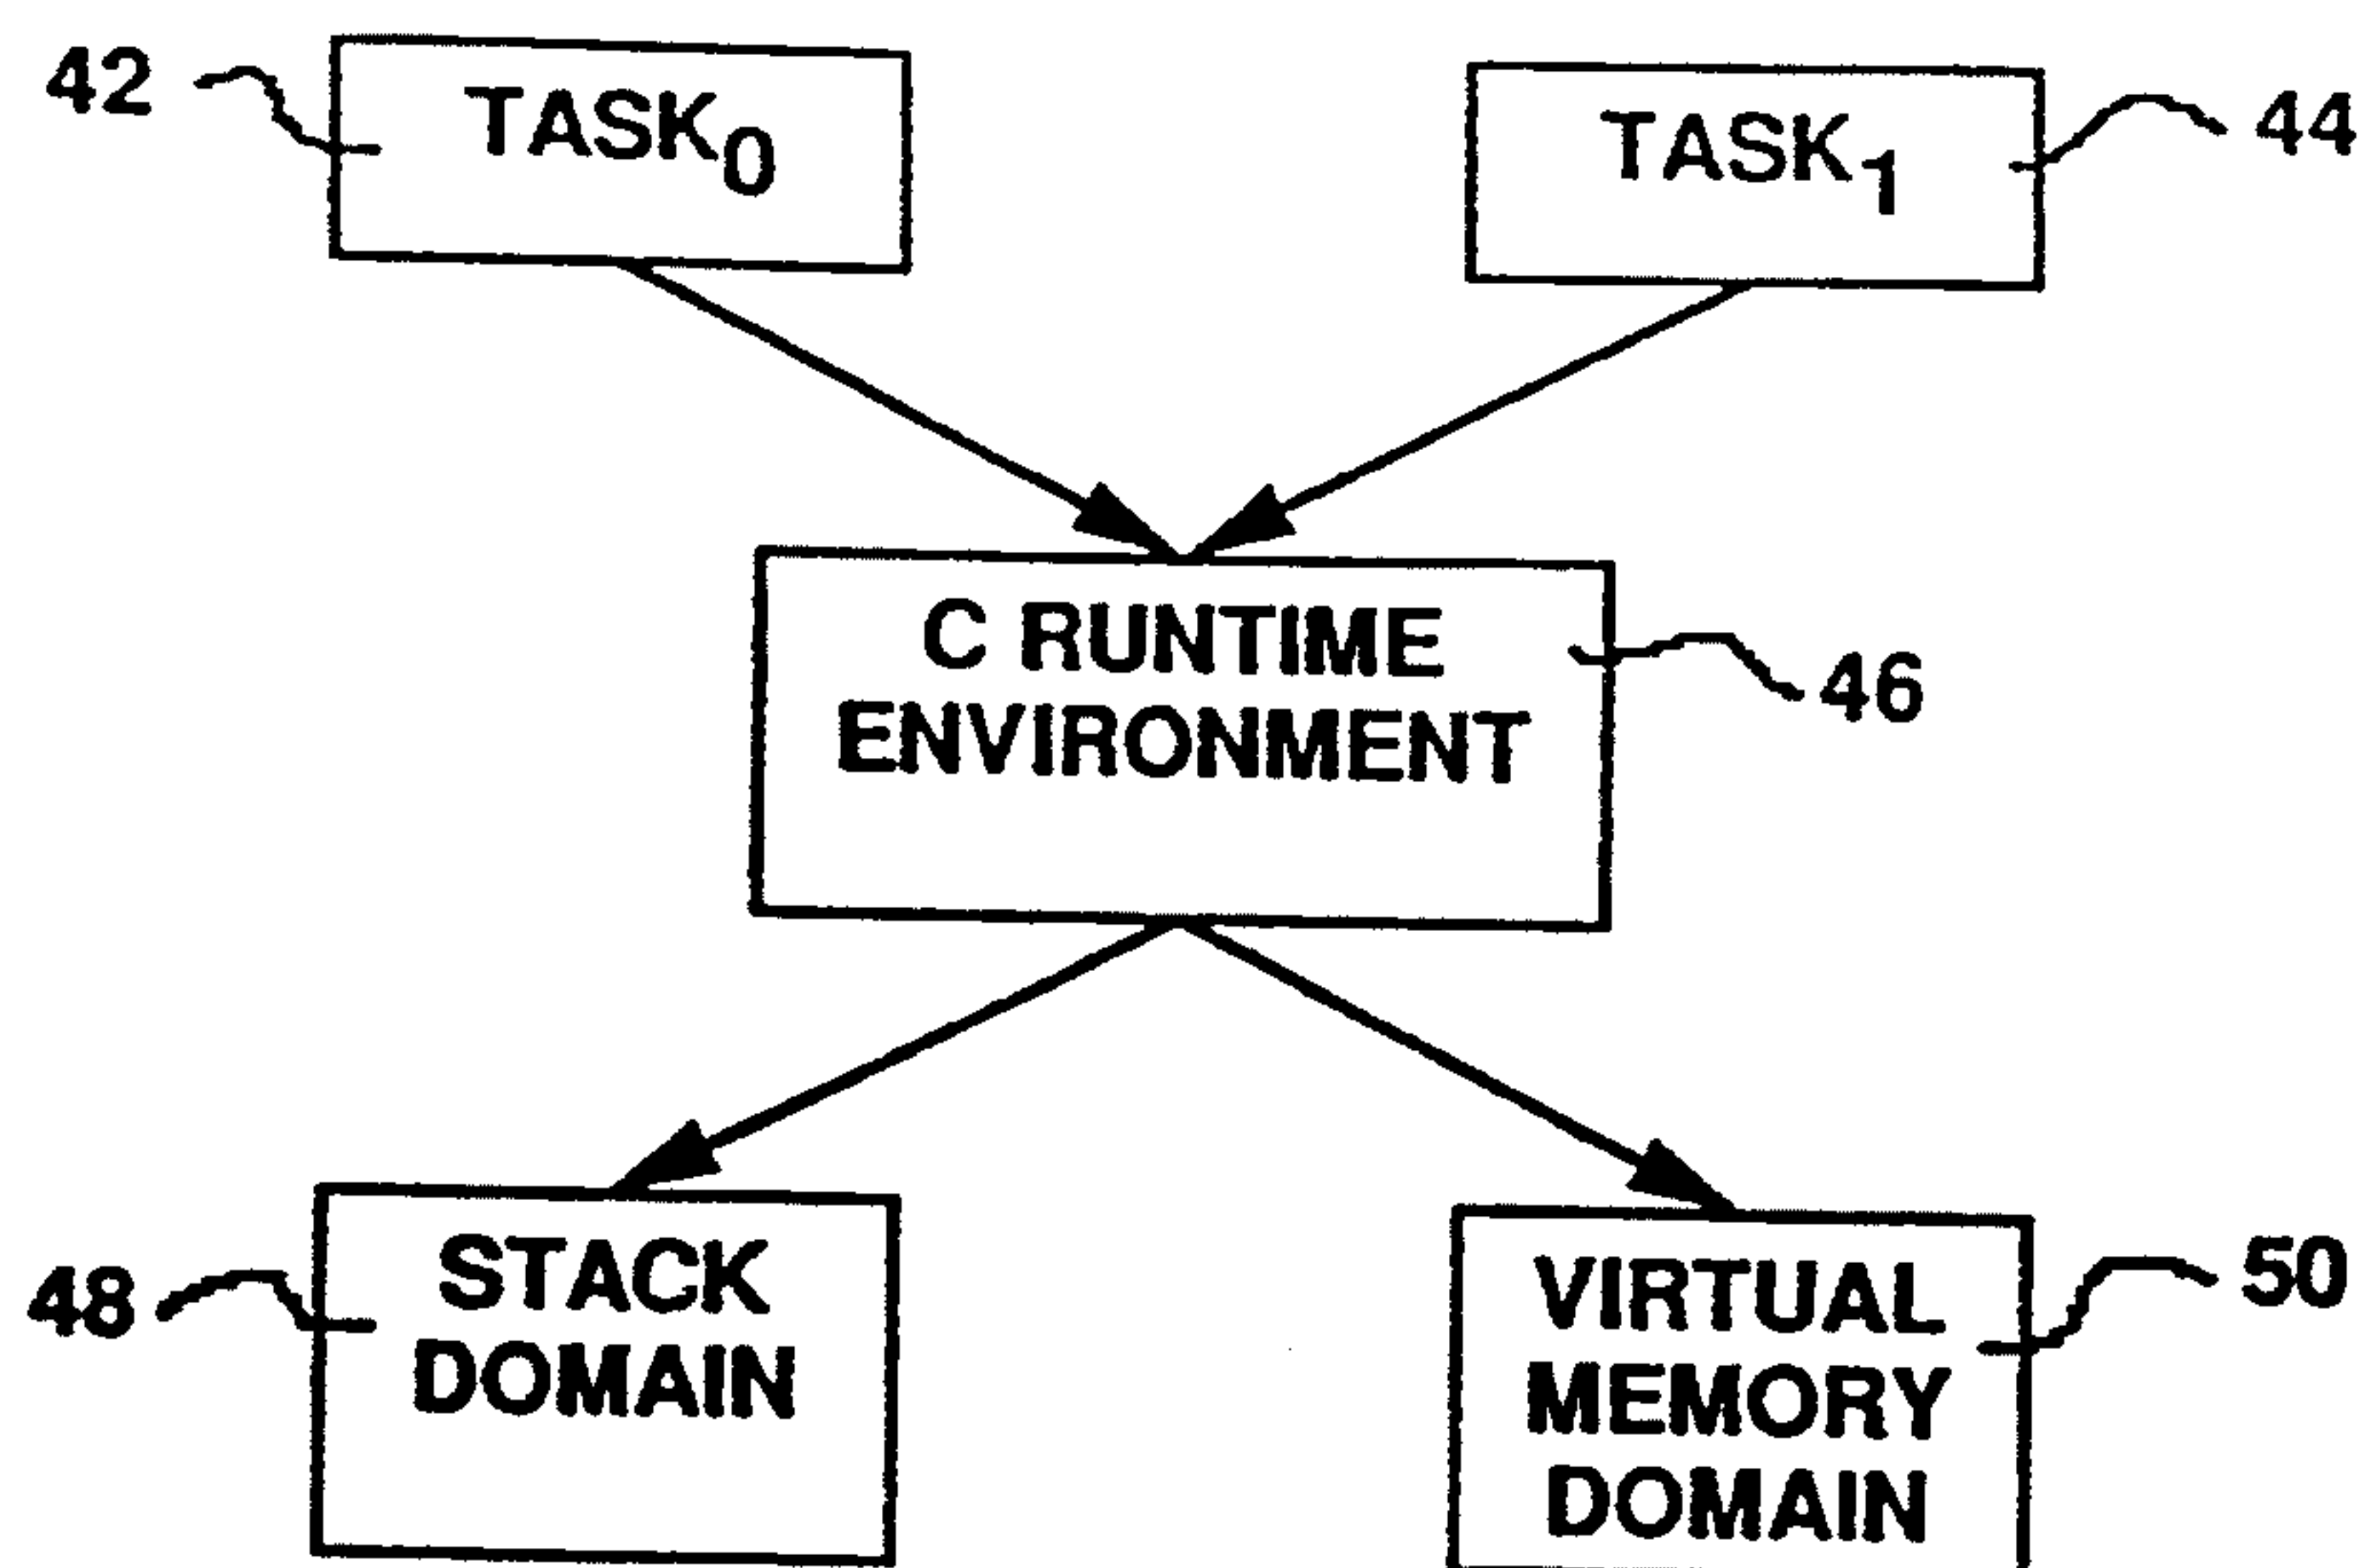 42
TASK0
TASK1
44
C RUNTIME
ENVIRONMENT
46
48
STACK
DOMAIN
VIRTUAL
MEMORY
DOMAIN
50